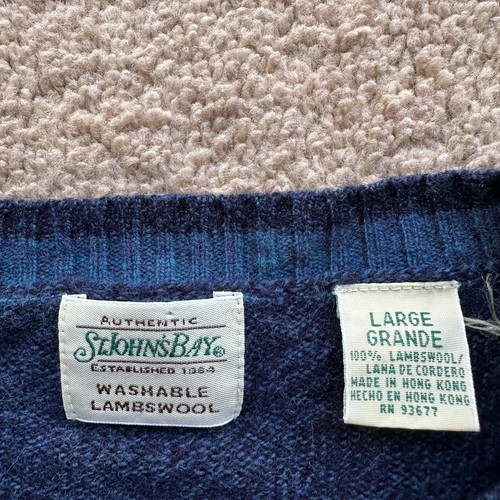 AUTHENTIC
ST.JOHN'S BAY®
ESTABLISHED 1984
WASHABLE
LAMBSWOOL
LARGE
GRANDE
100% LAMBSWOOL/
LANA DE CORDERO
MADE IN HONG KONG
HECHO EN HONG KONG
RN 93677